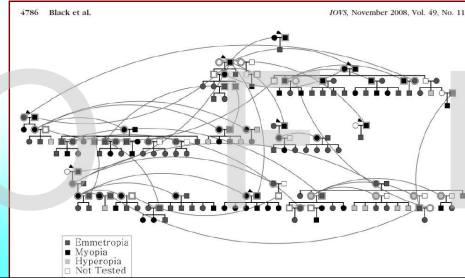 4786 Black et al.
IOVS, November 2008, Vol. 49, No. 11
Emmetropia
Myopia
Hyperopia
Not Tested